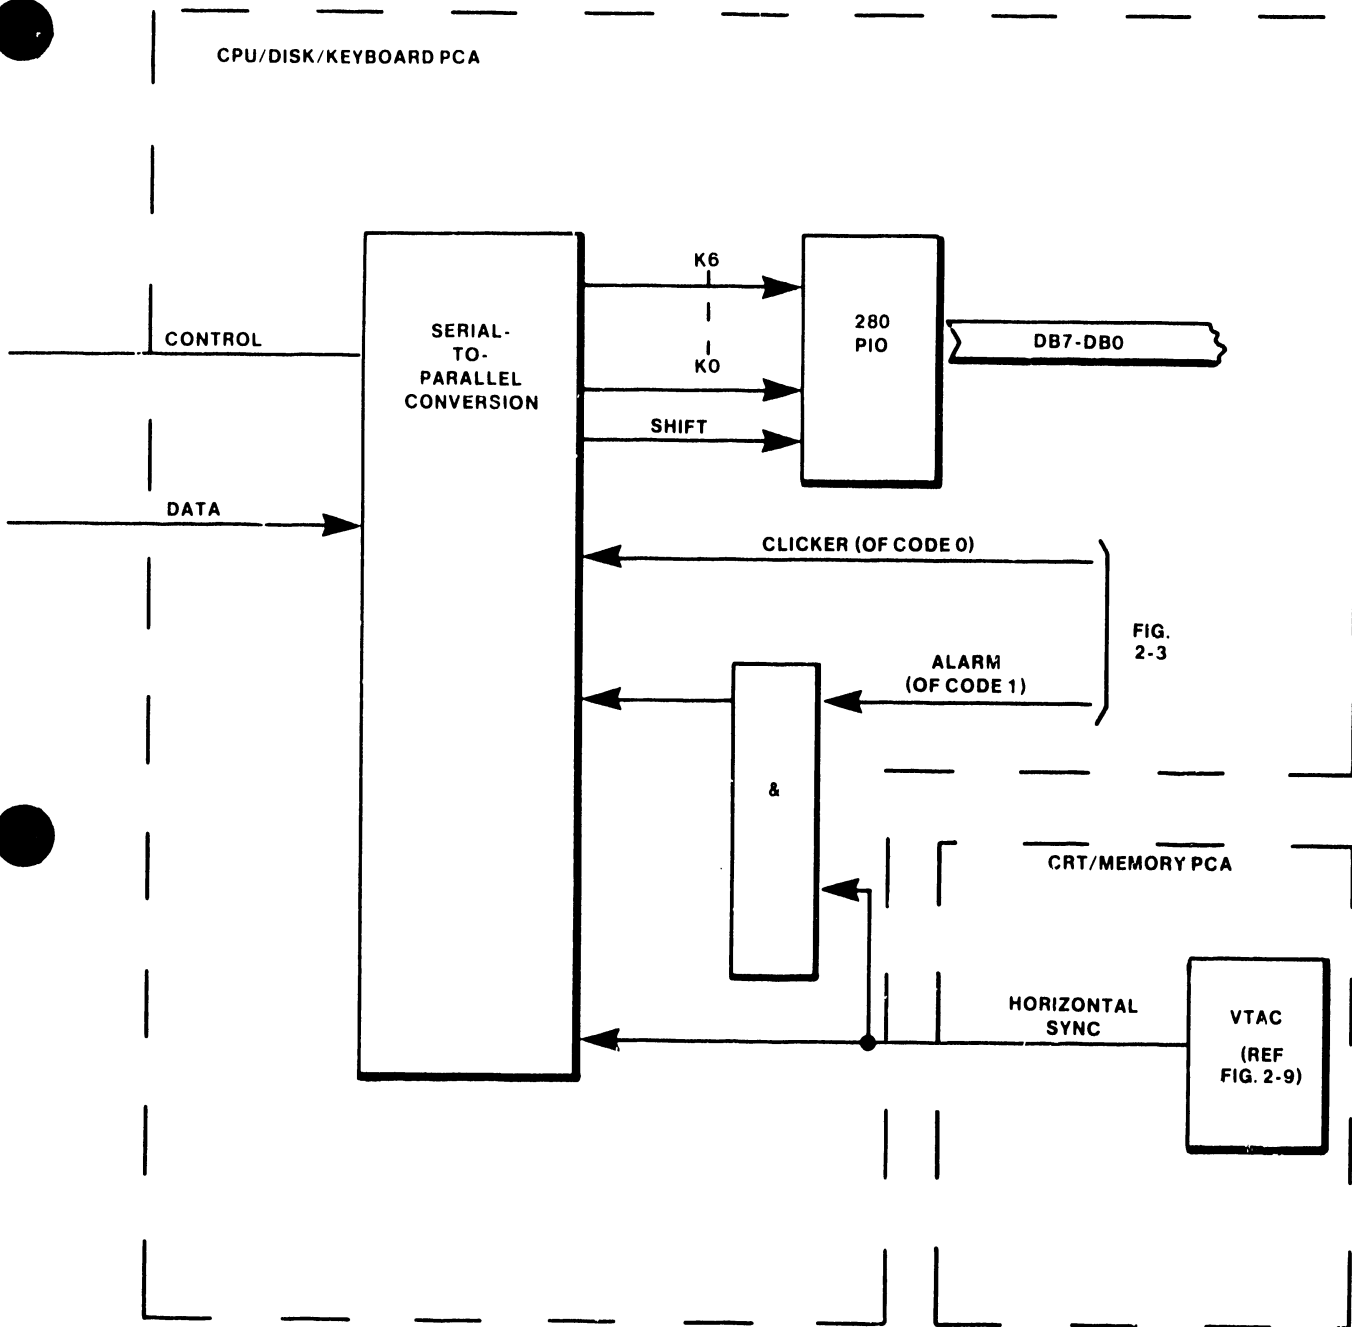 CPU/DISK/KEYBOARD PCA
K6
CONTROL
SERIAL-
TO-
PARALLEL
CONVERSION
280
PIO
DB7-DB0
K0
SHIFT
DATA
CLICKER (OF CODE 0)
FIG.
2-3
ALARM
(OF CODE 1)
&
CRT/MEMORY PCA
HORIZONTAL
SYNC
VTAC
(REF
FIG. 2-9)